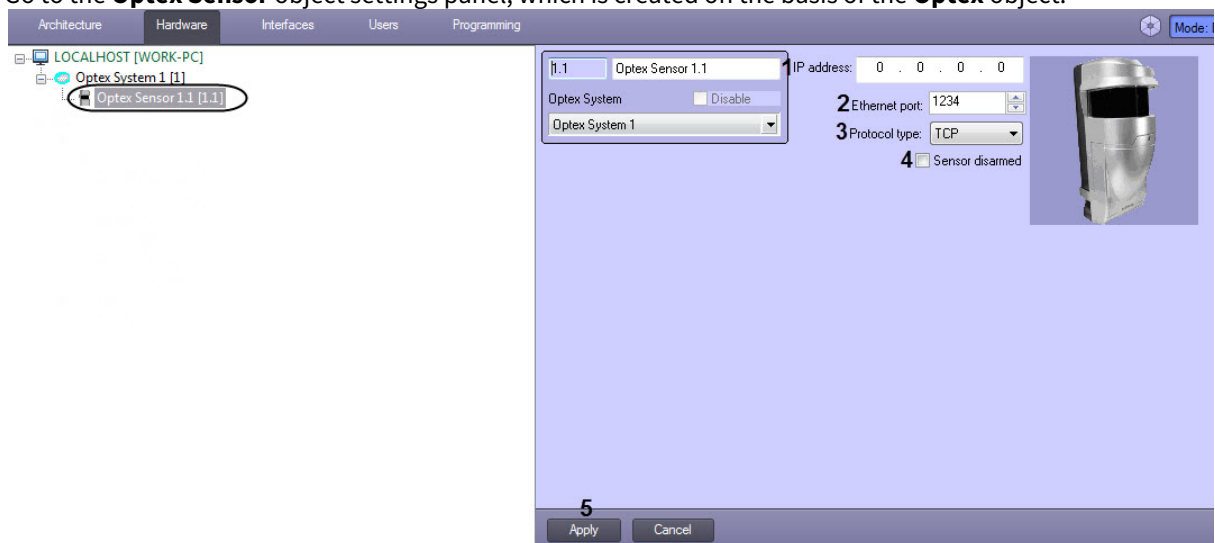 Go to the Optex Sensor object settings panel, which is created on the basis of the Optex object.
Architecture Hardware Interfaces Users Programming Mode:
LOCALHOST [WORK-PC]
Optex System 1 [1]
Optex Sensor 1.1 [1.1]
1.1 Optex Sensor 1.1
Optex System Disable
Optex System 1
1 IP address: 0 . 0 . 0 . 0
2 Ethernet port: 1234
3 Protocol type: TCP
4 Sensor disarmed
5
Apply Cancel